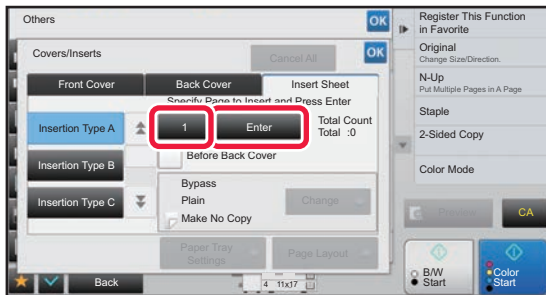 Others
OK
Covers/Inserts
Cancel All
OK
Front Cover
Back Cover
Insert Sheet
Specify Page to Insert and Press Enter
Insertion Type A
1
Enter
Total Count
Total :0
Before Back Cover
Insertion Type B
Bypass
Plain
Change
Make No Copy
Insertion Type C
Paper Tray
Settings
Page Layout
Back
4 11x17
Register This Function
in Favorite
Original
Change Size/Direction.
N-Up
Put Multiple Pages in A Page
Staple
2-Sided Copy
Color Mode
Preview
CA
B/W
Start
Color
Start